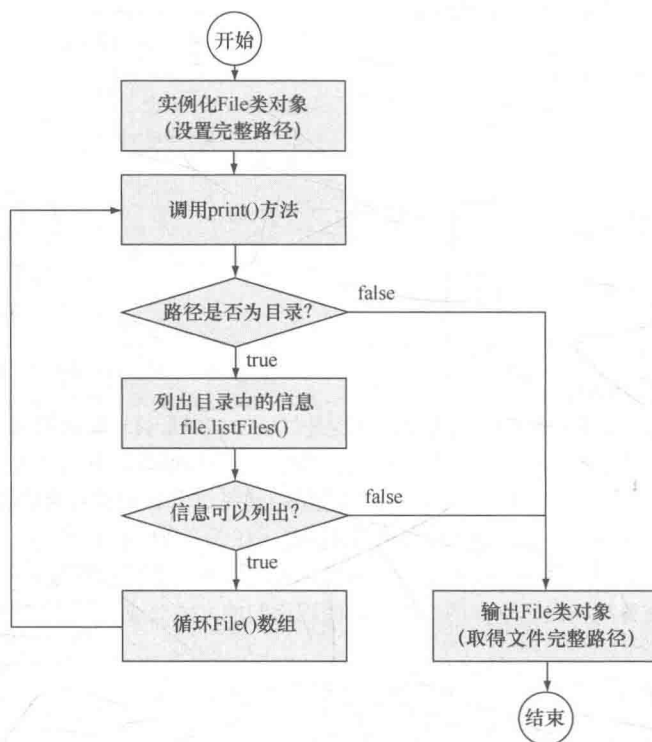 开始
实例化File类对象
（设置完整路径）
调用print()方法
路径是否为目录?
false
true
列出目录中的信息
file.listFiles()
信息可以列出?
false
true
循环File()数组
输出File类对象
（取得文件完整路径）
结束